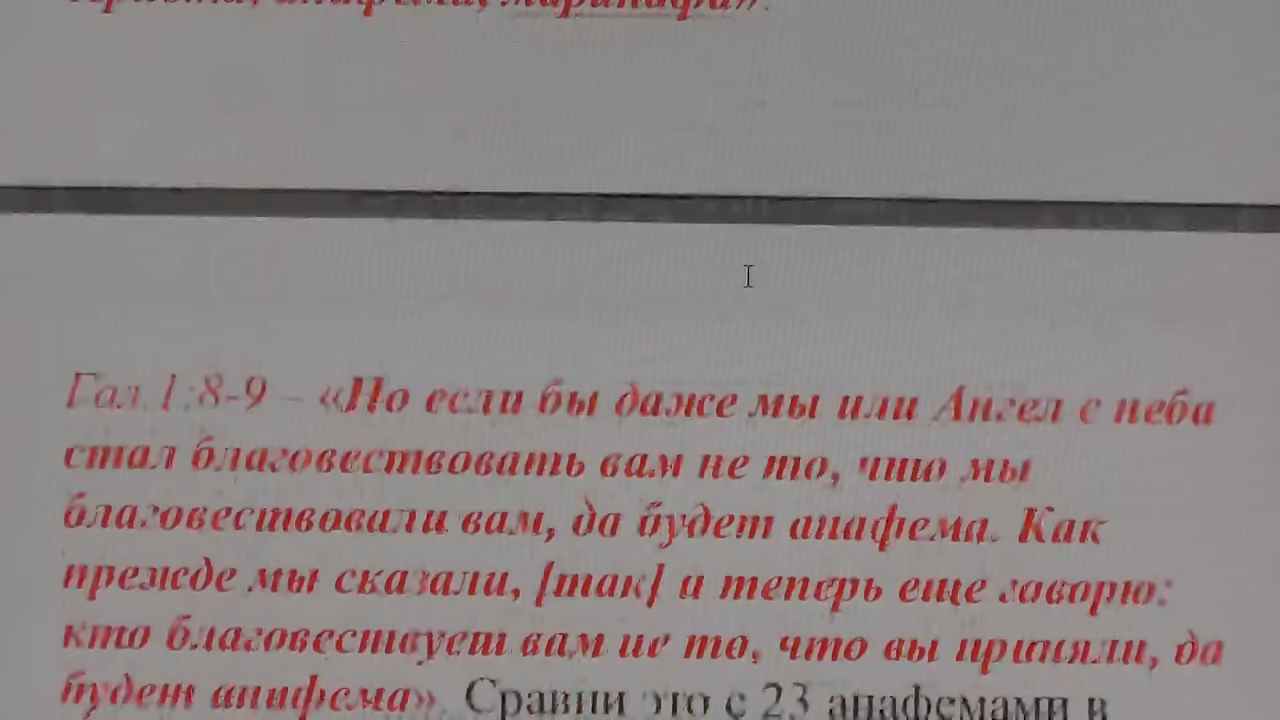 анафема, маранафа».
Гал.1:8-9 – «Но если бы даже мы или Ангел с неба
стал благовествовать вам не то, что мы
благовествовали вам, да будет анафема. Как
прежде мы сказали, [так] и теперь еще говорю:
кто благовествует вам не то, что вы приняли, да
будет анафема». Сравни это с 23 анафемами в